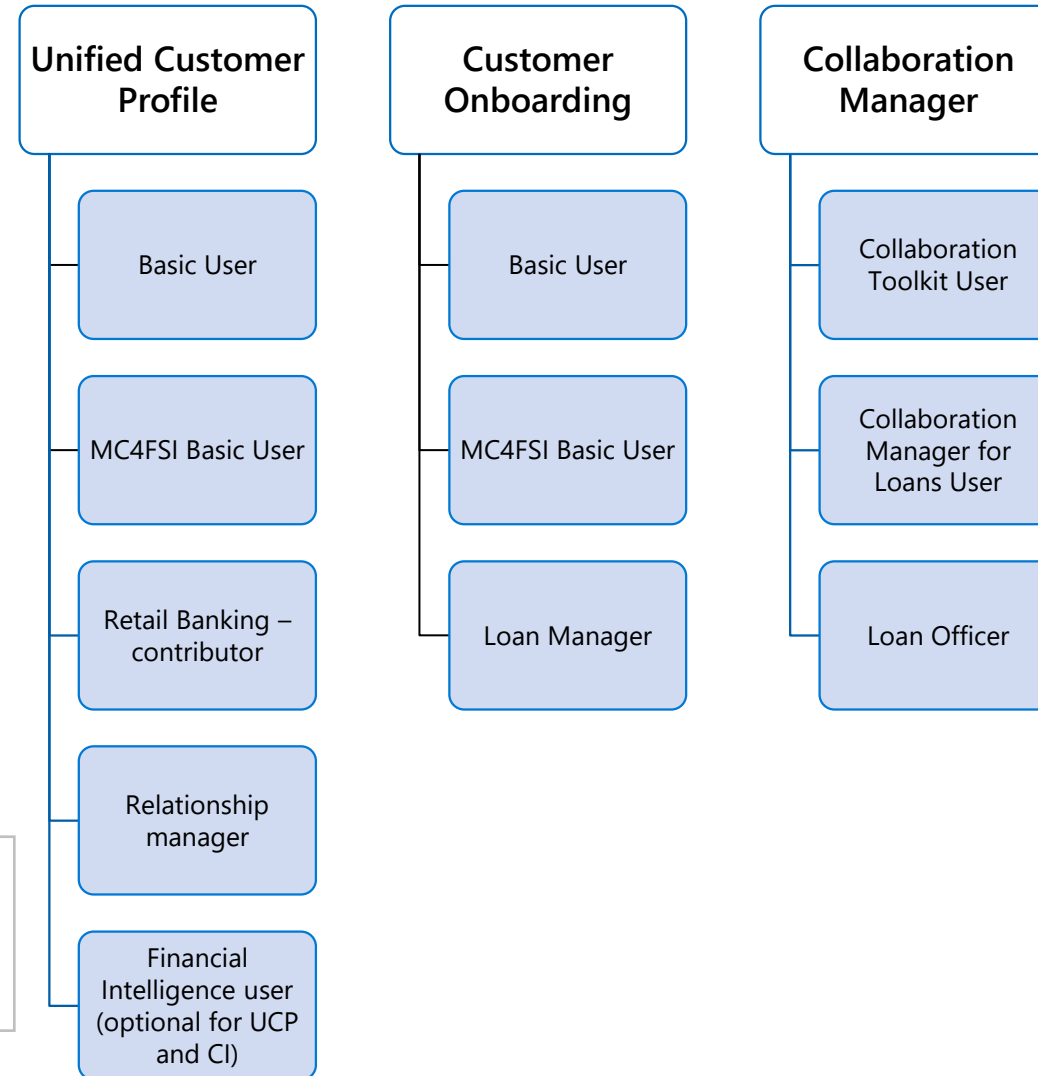 Unified Customer
Profile
Basic User
MC4FSI Basic User
Retail Banking –
contributor
Relationship
manager
Financial
Intelligence user
(optional for UCP
and CI)
Customer
Onboarding
Basic User
MC4FSI Basic User
Loan Manager
Collaboration
Manager
Collaboration
Toolkit User
Collaboration
Manager for
Loans User
Loan Officer